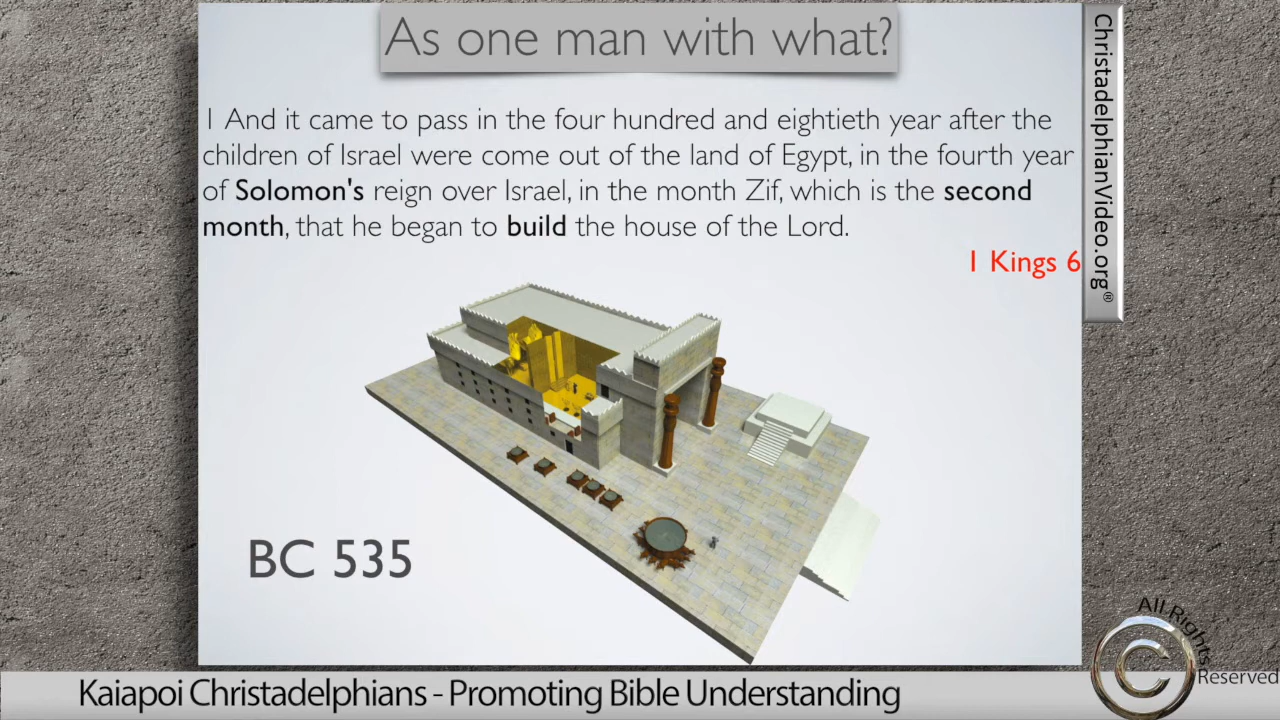 As one man with what?
1 And it came to pass in the four hundred and eightieth year after the
children of Israel were come out of the land of Egypt, in the fourth year
of Solomon's reign over Israel, in the month Zif, which is the second
month, that he began to build the house of the Lord.
1 Kings 6
BC 535
ChristadelphianVideo.org®
All Rights
Reserved
Kaiapoi Christadelphians - Promoting Bible Understanding